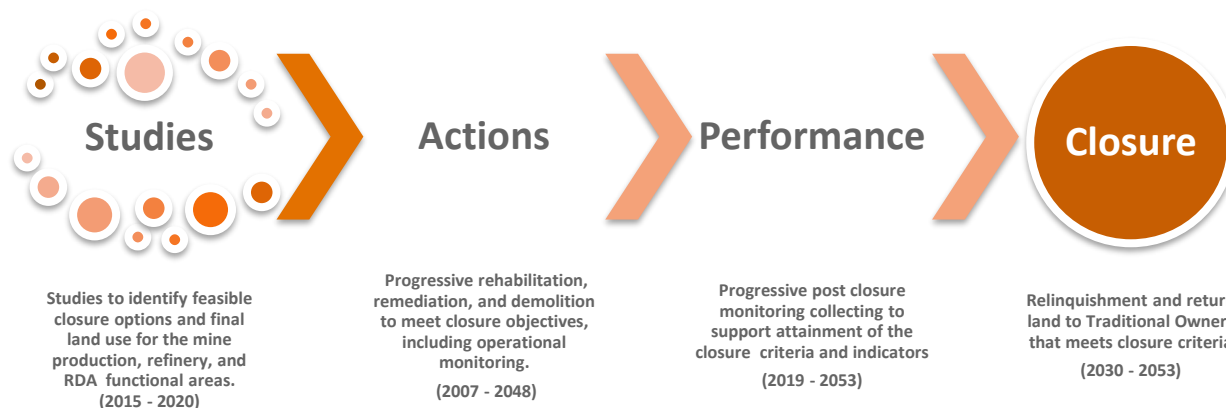 Studies
Studies to identify feasible
closure options and final
land use for the mine
production, refinery, and
RDA functional areas.
(2015 - 2020)
Actions
Progressive rehabilitation,
remediation, and demolition
to meet closure objectives,
including operational
monitoring.
(2007 - 2048)
Performance
Progressive post closure
monitoring collecting to
support attainment of the
closure criteria and indicators
(2019 - 2053)
Closure
Relinquishment and retur
land to Traditional Owner
that meets closure criteria
(2030 - 2053)